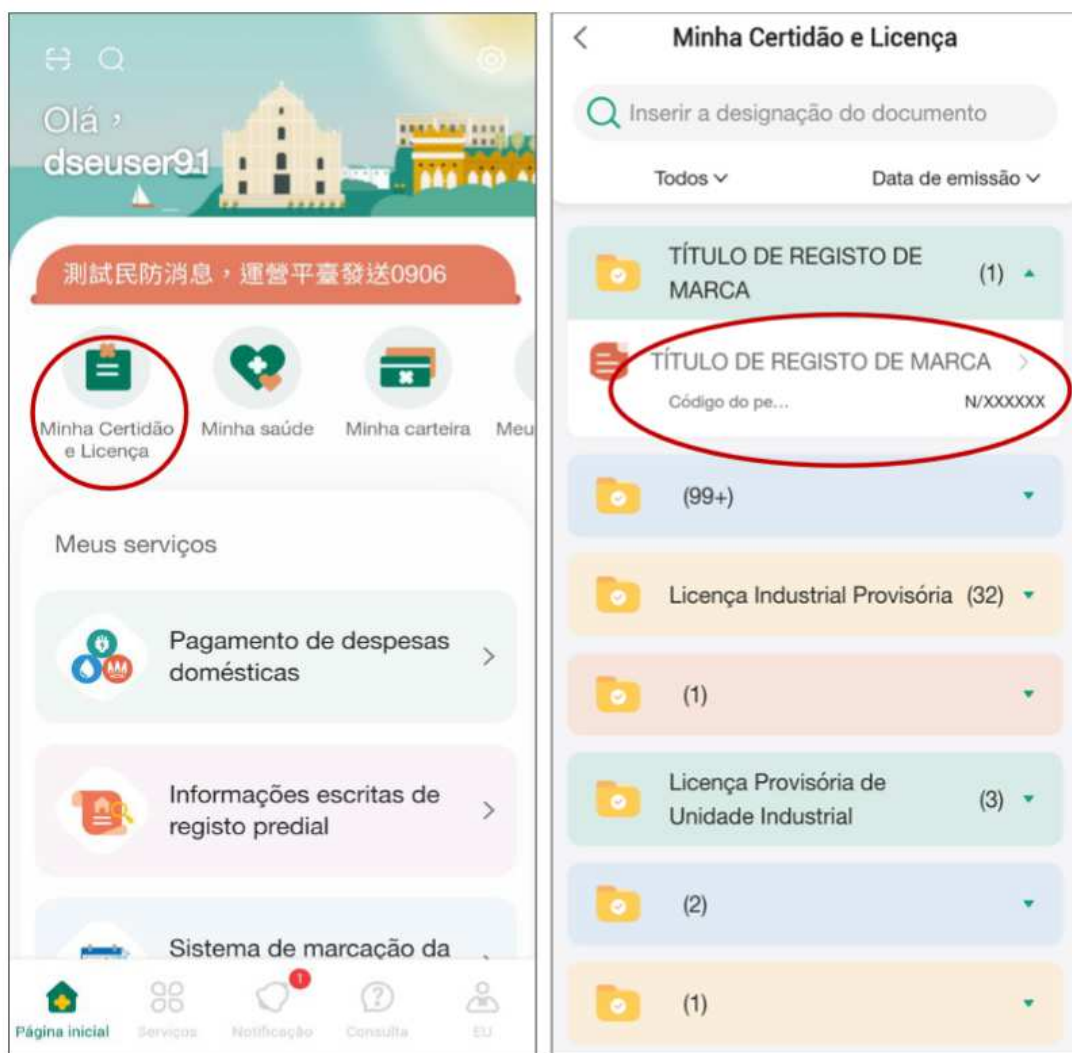 Olá，
dseuser91
測試民防消息，運營平臺發送0906
Minha Certidão
e Licença
Minha saúde
Minha carteira
Meu
Meus serviços
Pagamento de despesas
domésticas
Informações escritas de
registo predial
Sistema de marcação da
1
Página inicial
Serviços
Notificação
Consulta
EU
Minha Certidão e Licença
Inserir a designação do documento
Todos
Data de emissão
TÍTULO DE REGISTO DE
MARCA
(1)
TÍTULO DE REGISTO DE MARCA
Código do pe...
N/XXXXXX
(99+)
Licença Industrial Provisória (32)
(1)
Licença Provisória de
Unidade Industrial
(3)
(2)
(1)